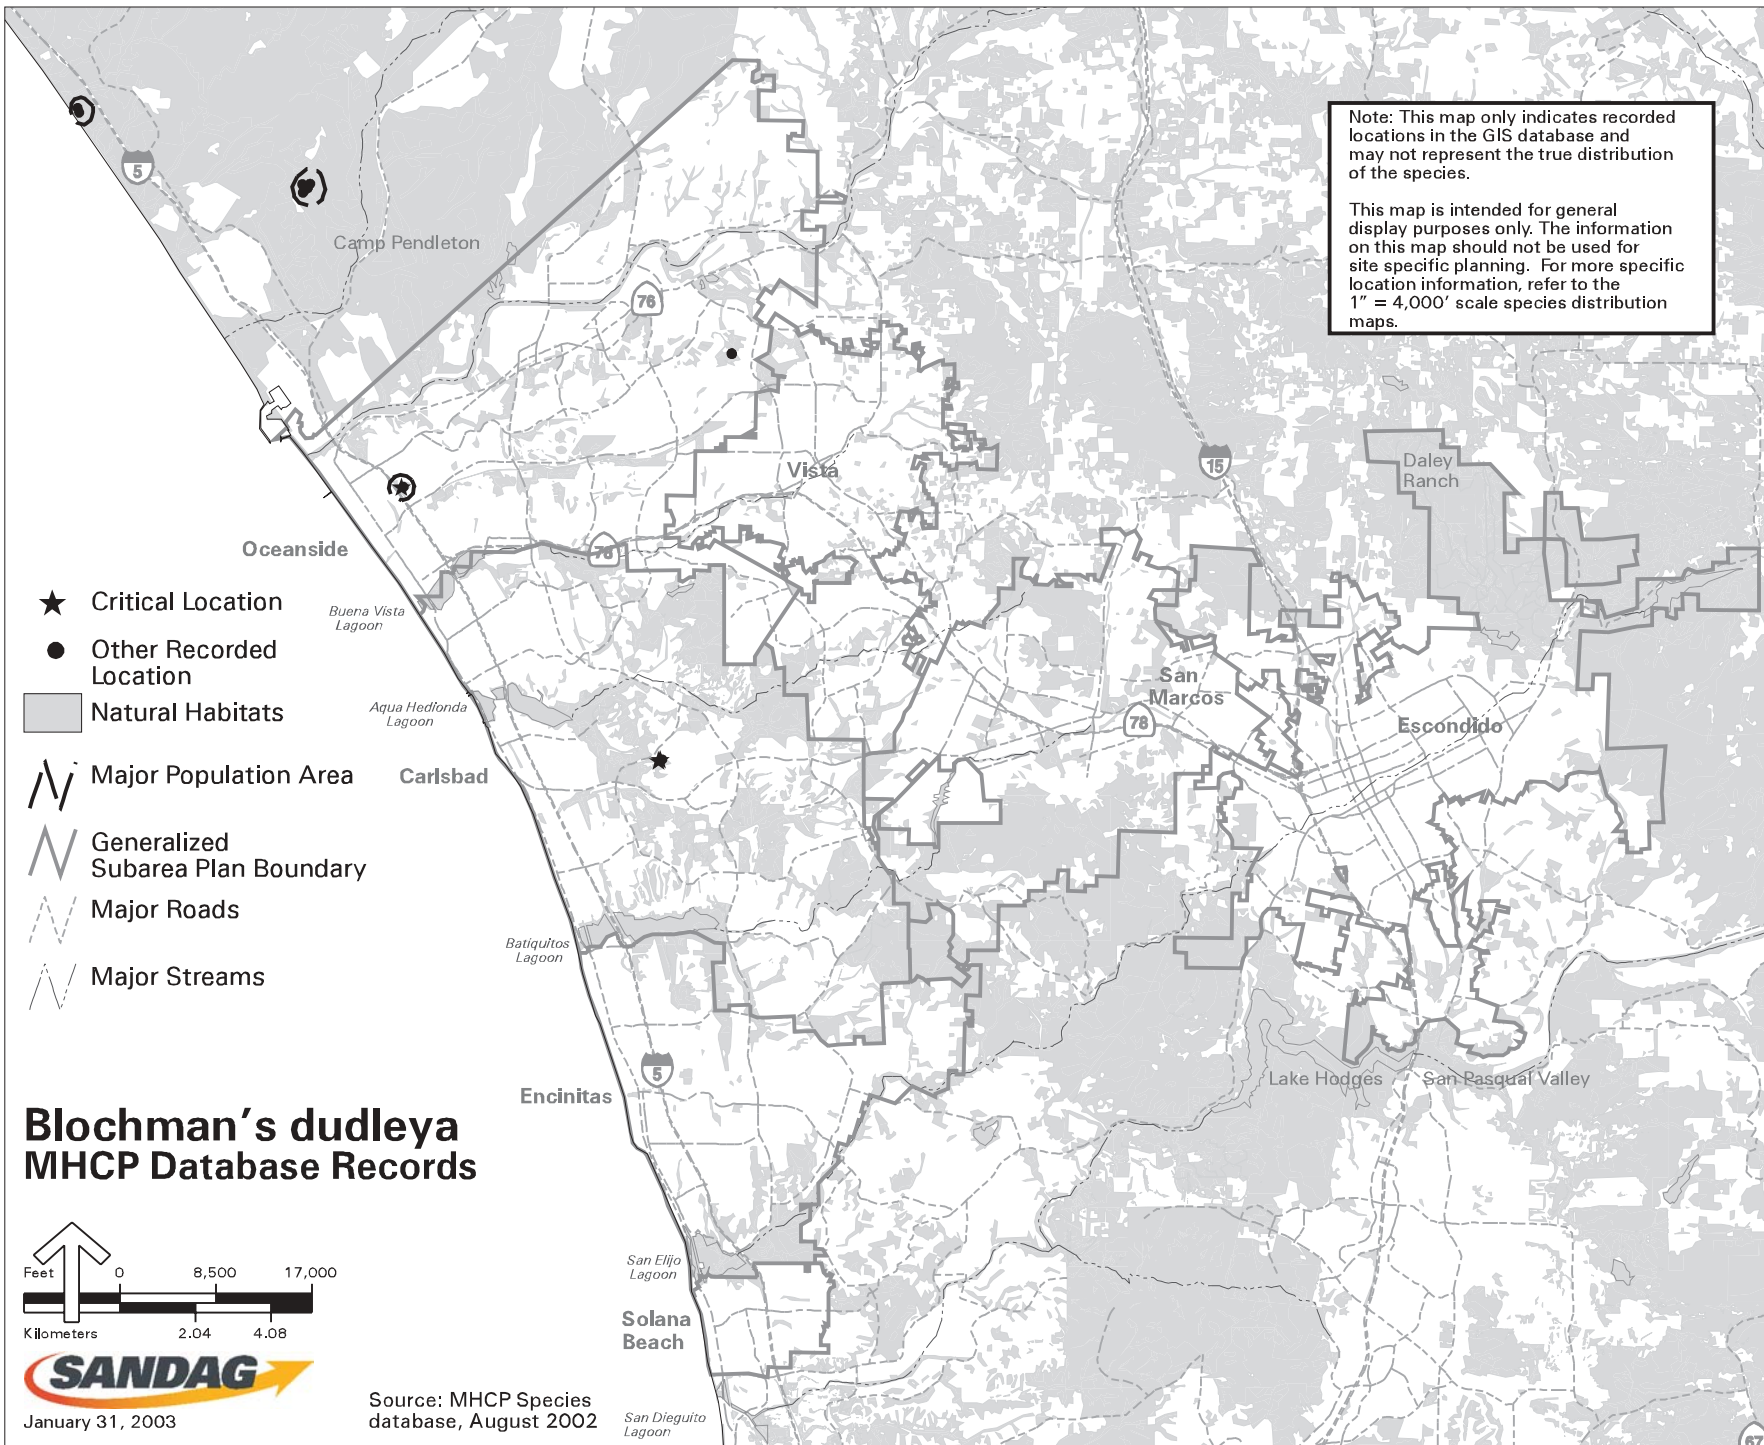 Note: This map only indicates recorded
locations in the GIS database and
may not represent the true distribution
of the species.
This map is intended for general
display purposes only. The information
on this map should not be used for
site specific planning. For more specific
location information, refer to the
1” = 4,000’ scale species distribution
maps.
5
Camp Pendleton
76
Vista
15
Daley
Ranch
Oceanside
78
Critical Location
Buena Vista
Lagoon
Other Recorded
Location
San
Marcos
Natural Habitats
Aqua Hedionda
Lagoon
78
Escondido
Major Population Area
Carlsbad
Generalized
Subarea Plan Boundary
Major Roads
Batiquitos
Lagoon
Major Streams
5
Encinitas
Lake Hodges
San Pasqual Valley
Blochman’s dudleya
MHCP Database Records
San Elijo
Lagoon
Feet 0 8,500 17,000
Kilometers 2.04 4.08
Solana
Beach
SANDAG
January 31, 2003
Source: MHCP Species
database, August 2002
San Dieguito
Lagoon
67